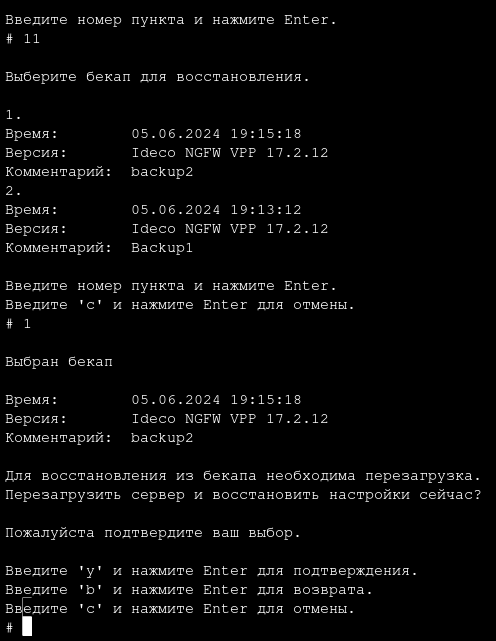 Введите номер пункта и нажмите Enter.
# 11
Выберите бекап для восстановления.
1.
Время: 05.06.2024 19:15:18
Версия: Ideco NGFW VPP 17.2.12
Комментарий: backup2
2.
Время: 05.06.2024 19:13:12
Версия: Ideco NGFW VPP 17.2.12
Комментарий: Backup1
Введите номер пункта и нажмите Enter.
Введите 'c' и нажмите Enter для отмены.
# 1
Выбран бекап
Время: 05.06.2024 19:15:18
Версия: Ideco NGFW VPP 17.2.12
Комментарий: backup2
Для восстановления из бекапа необходима перезагрузка.
Перезагрузить сервер и восстановить настройки сейчас?
Пожалуйста подтвердите ваш выбор.
Введите 'y' и нажмите Enter для подтверждения.
Введите 'b' и нажмите Enter для возврата.
Введите 'c' и нажмите Enter для отмены.
#